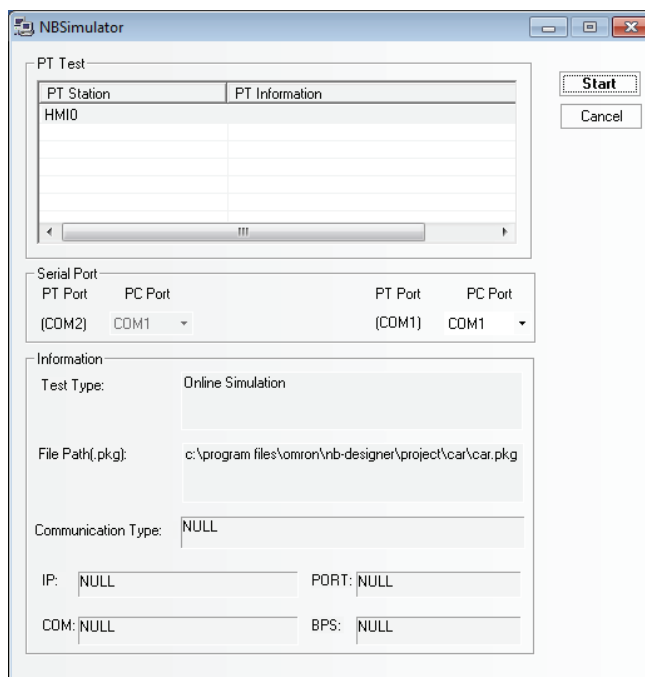 NBSimulator
PT Test
PT Station PT Information
Start
HMI0
Cancel
Serial Port
PT Port PC Port PT Port PC Port
(COM2) COM1 (COM1) COM1
Information
Test Type: Online Simulation
File Path(.pkg): c:\program files\omron\nb-designer\project\car\car.pkg
Communication Type: NULL
IP: NULL PORT: NULL
COM: NULL BPS: NULL